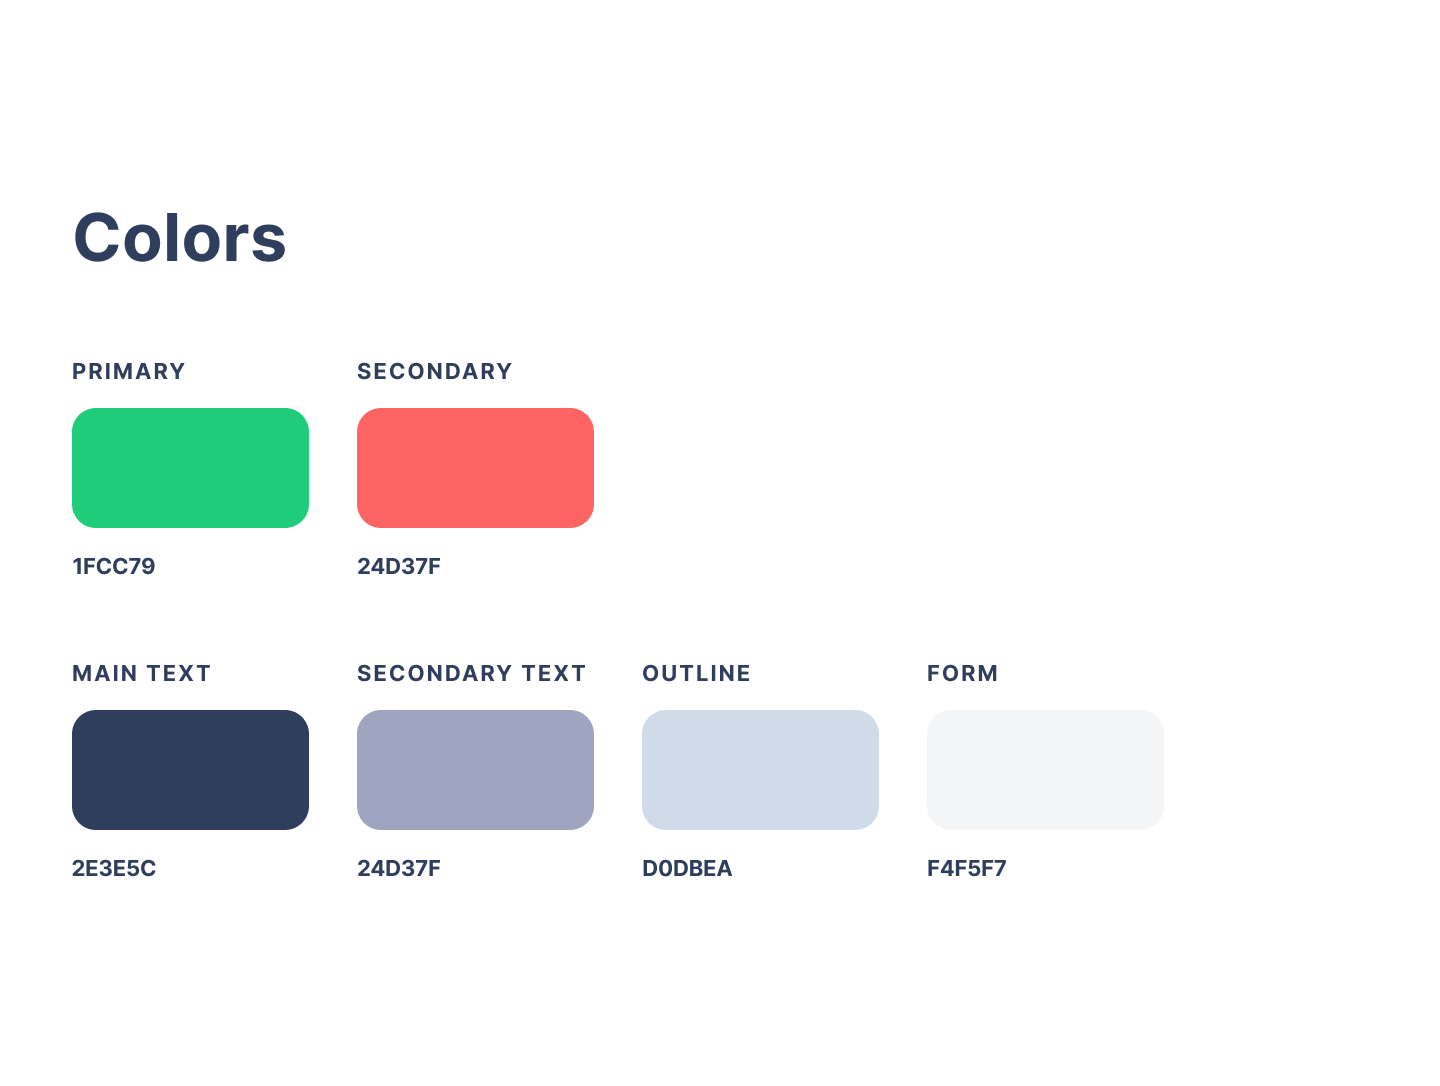 Colors
PRIMARY SECONDARY
1FCC79 24D37F
MAIN TEXT SECONDARY TEXT OUTLINE FORM
2E3E5C 24D37F D0DBEA F4F5F7